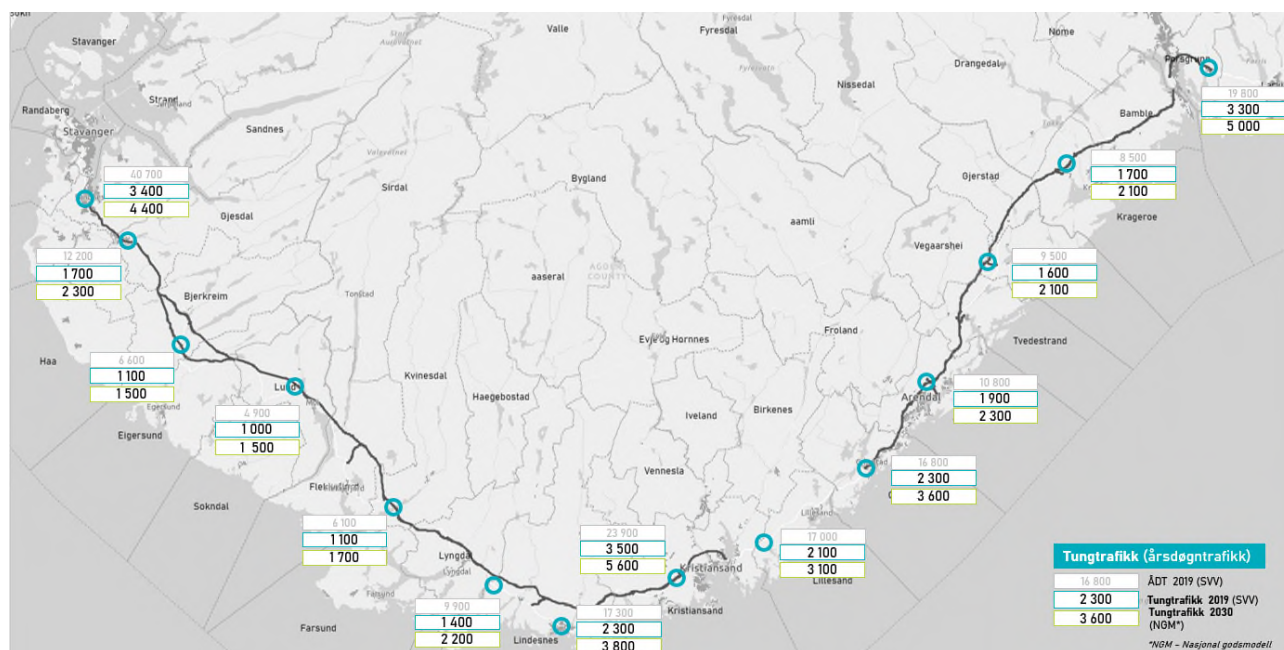 Stavanger
Randaberg
Strand
Stavanger
Sandnes
Valle
Fyresdal
Fyresdal
Nissedal
Drangedal
Nome
Porsgrunn
Bamble
19 800
3 300
5 000
40 700
3 400
4 400
Gjesdal
Sirdal
Bygland
aamli
Gjerstad
8 500
1 700
2 100
Krageroe
12 200
1 700
2 300
Bjerkreim
Tonstad
aaseral
AGDER
COUNTY
Vegaarshei
9 500
1 600
2 100
Haa
6 600
1 100
1 500
Egersund
Eigersund
Lund
Kvinesdal
Evje og Hornnes
Froland
Tvedestrand
4 900
1 000
1 500
Haegebostad
Iveland
Birkenes
Arendal
10 800
1 900
2 300
Sokndal
Vennesla
16 800
2 300
3 600
6 100
1 100
1 700
Lyngdal
Lyngdal
23 900
3 500
5 600
Kristiansand
Kristiansand
Lillesand
17 000
2 100
3 100
Lillesand
Farsund
Farsund
9 900
1 400
2 200
Lindesnes
17 300
2 300
3 800
Tungtrafikk (årsdøgntrafikk)
16 800 ÅDT 2019 (SVV)
2 300 Tungtrafikk 2019 (SVV)
3 600 Tungtrafikk 2030
(NGM*)
*NGM – Nasjonal godsmodell